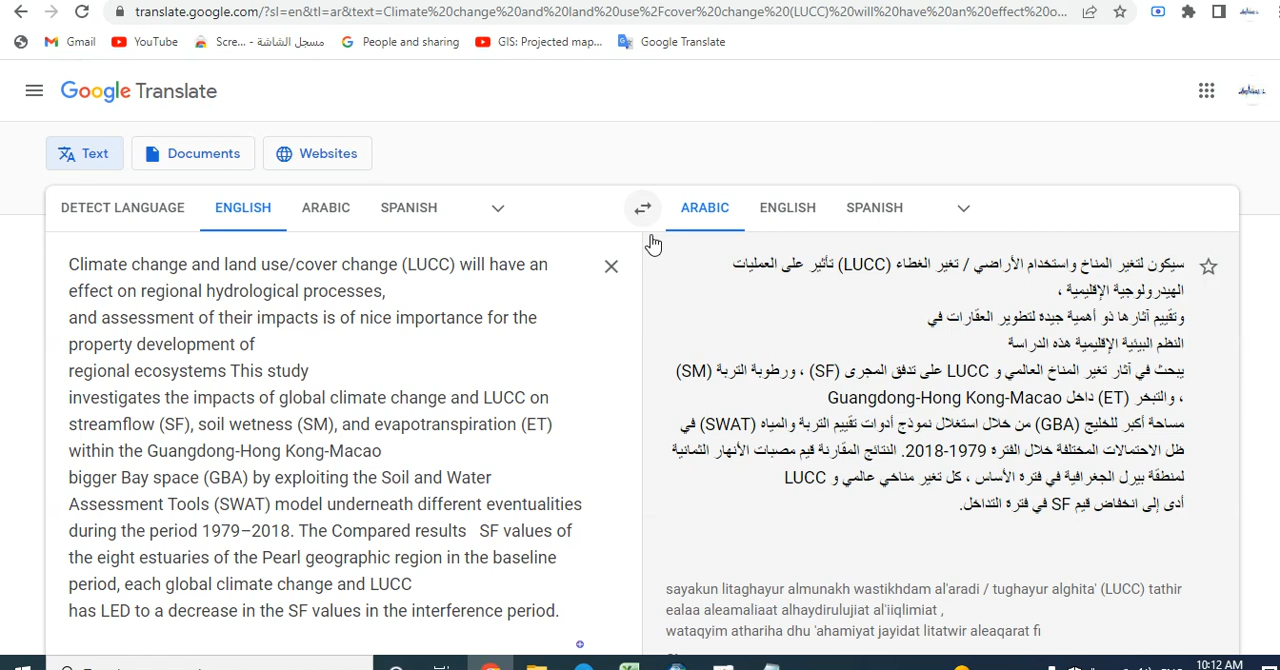 translate.google.com/?sl=en&tl=ar&text=Climate%20change%20and%20land%20use%2Fcover%20change%20(LUCC)%20will%20have%20an%20effect%20o...
Gmail YouTube Scre... - مسجل الشاشة People and sharing GIS: Projected map... Google Translate
Google Translate
Text Documents Websites
DETECT LANGUAGE ENGLISH ARABIC SPANISH ARABIC ENGLISH SPANISH
Climate change and land use/cover change (LUCC) will have an
effect on regional hydrological processes,
and assessment of their impacts is of nice importance for the
property development of
regional ecosystems This study
investigates the impacts of global climate change and LUCC on
streamflow (SF), soil wetness (SM), and evapotranspiration (ET)
within the Guangdong-Hong Kong-Macao
bigger Bay space (GBA) by exploiting the Soil and Water
Assessment Tools (SWAT) model underneath different eventualities
during the period 1979–2018. The Compared results SF values of
the eight estuaries of the Pearl geographic region in the baseline
period, each global climate change and LUCC
has LED to a decrease in the SF values in the interference period.
سيكون لتغير المناخ واستخدام الأراضي / تغير الغطاء (LUCC) تأثير على العمليات
الهيدرولوجية الإقليمية ،
وتقييم آثارها ذو أهمية جيده لتطوير العقارات في
النظم البيئية الإقليمية هذه الدراسة
يبحث في آثار تغير المناخ العالمي و LUCC على تدفق المجرى (SF) ، ورطوبة التربة (SM)
، والتبخر (ET) داخل Guangdong-Hong Kong-Macao
مساحة أكبر للخليج (GBA) من خلال استغلال نموذج أدوات تقييم التربة والمياه (SWAT) في
ظل الاحتمالات المختلفة خلال الفترة 1979-2018. النتائج المقارنة قيم مصبات الأنهار الثمانية
لمنطقة بيرل الجغرافية في فترة الأساس ، كل تغير مناخي عالمي و LUCC
أدى إلى انخفاض قيم SF في فترة التداخل.
sayakun litaghayur almunakh wastikhdam al'aradi / tughayur alghita' (LUCC) tathir
ealaa aleamaliaat alhaydirulujiat al'iiqlimiat ,
wataqyim athariha dhu 'ahamiyat jayidat litatwir aleaqarat fi
10:12 AM